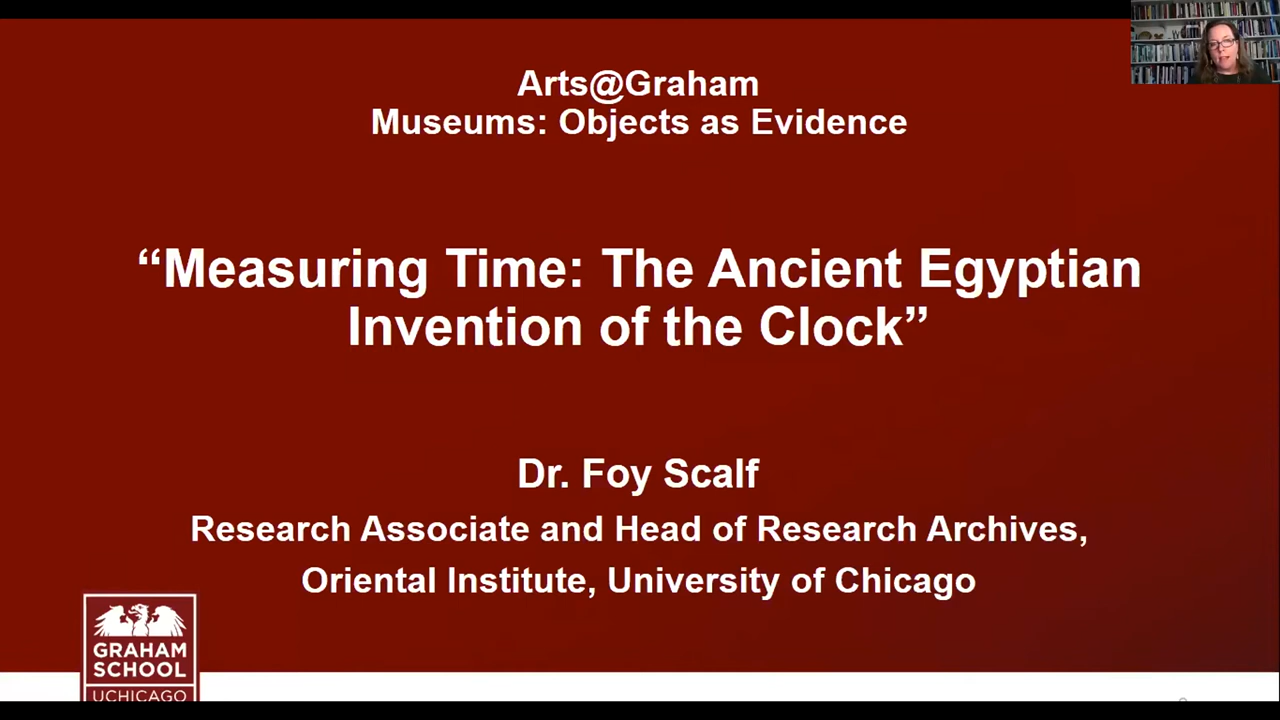 Arts@Graham
Museums: Objects as Evidence
“Measuring Time: The Ancient Egyptian
Invention of the Clock”
Dr. Foy Scalf
Research Associate and Head of Research Archives,
Oriental Institute, University of Chicago
GRAHAM
SCHOOL
UCHICAGO